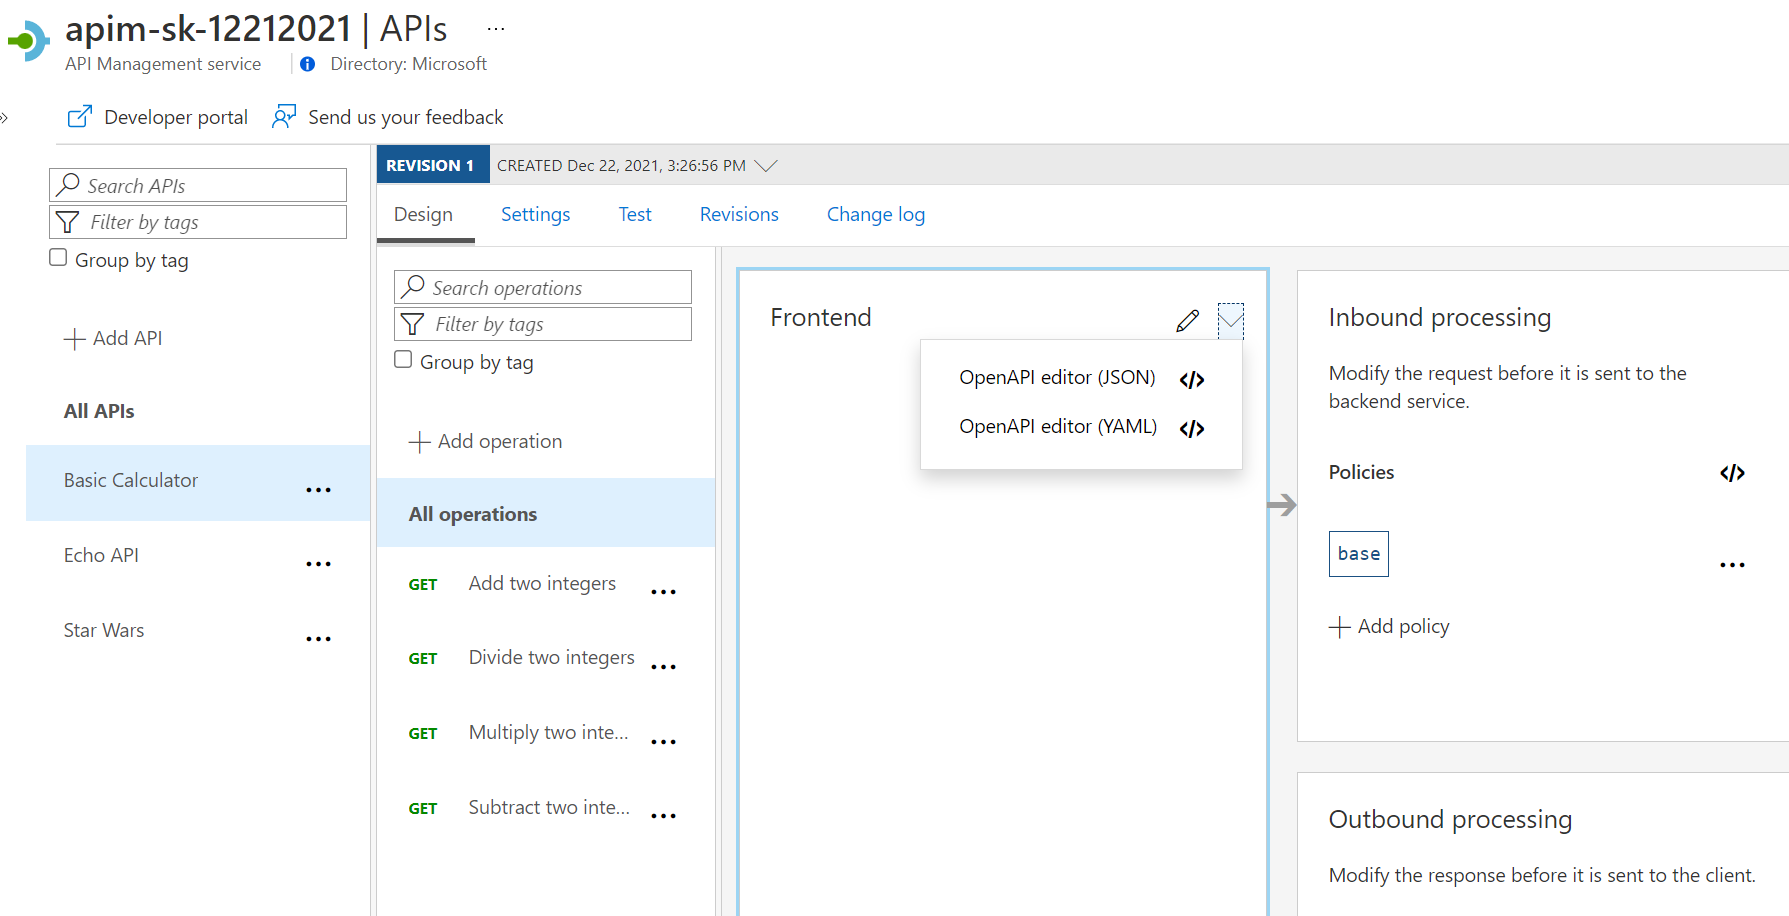 apim-sk-12212021 | APIs ...
API Management service
Directory: Microsoft
Developer portal
Send us your feedback
REVISION 1
CREATED Dec 22, 2021, 3:26:56 PM
Search APIs
Filter by tags
Group by tag
Add API
All APIs
Basic Calculator
Echo API
Star Wars
Design
Settings
Test
Revisions
Change log
Search operations
Filter by tags
Group by tag
Add operation
All operations
GET Add two integers
GET Divide two integers
GET Multiply two inte...
GET Subtract two inte...
Frontend
OpenAPI editor (JSON) </>
OpenAPI editor (YAML) </>
Inbound processing
Modify the request before it is sent to the
backend service.
Policies </>
base
Add policy
Outbound processing
Modify the response before it is sent to the client.